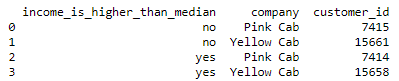 income_is_higher_than_median company customer_id
0 no Pink Cab 7415
1 no Yellow Cab 15661
2 yes Pink Cab 7414
3 yes Yellow Cab 15658